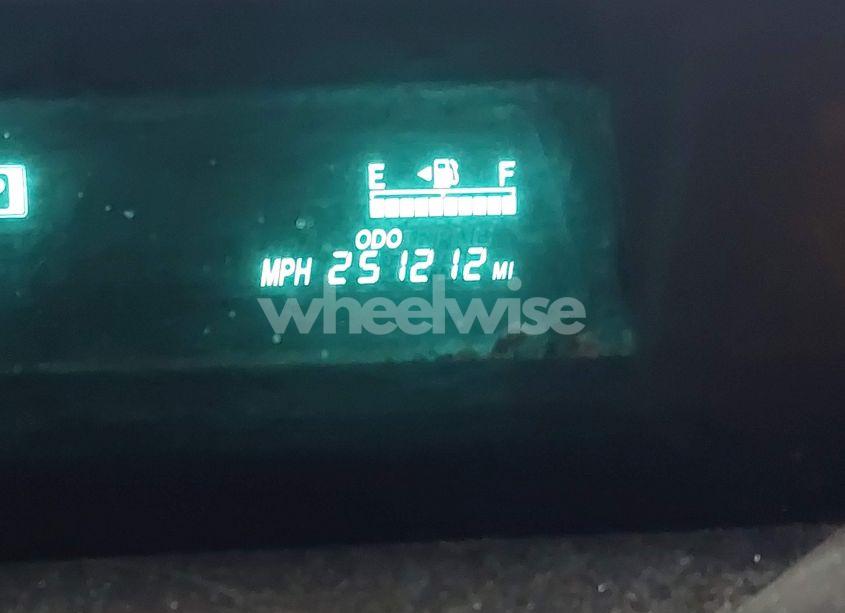 E F
ODO
MPH 251212 MI
wheelwise